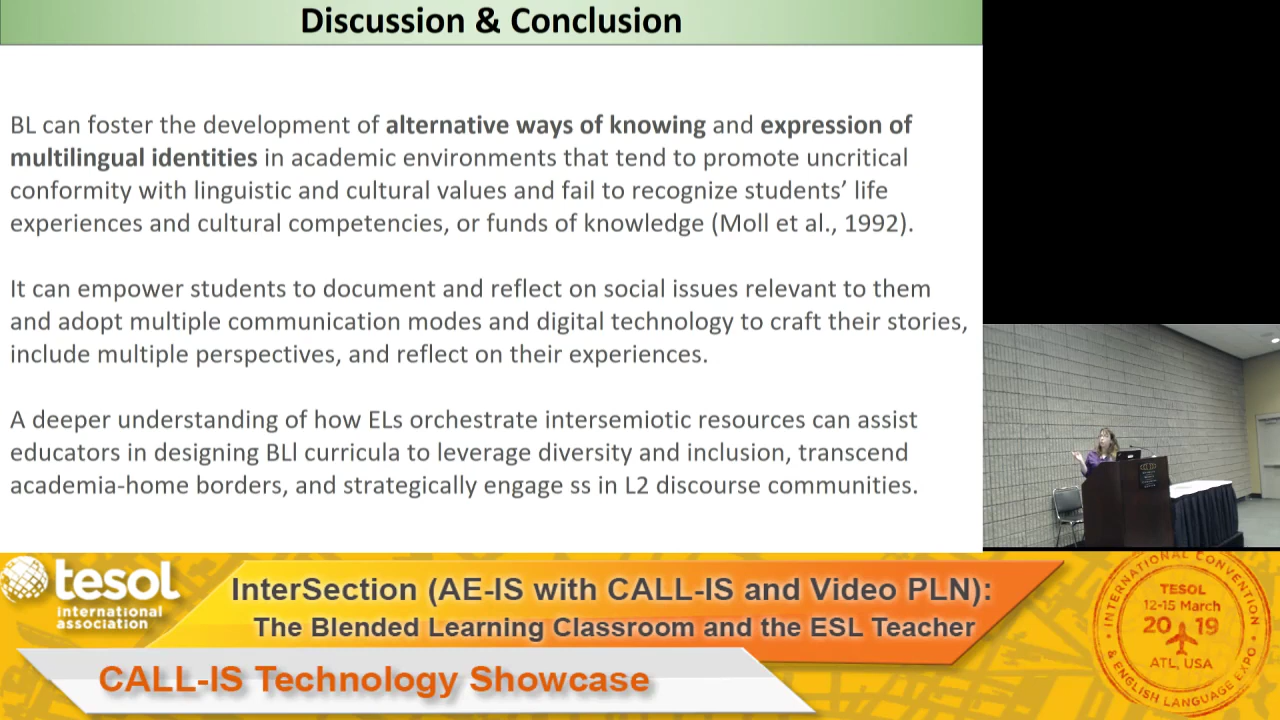 Discussion & Conclusion
BL can foster the development of alternative ways of knowing and expression of
multilingual identities in academic environments that tend to promote uncritical
conformity with linguistic and cultural values and fail to recognize students’ life
experiences and cultural competencies, or funds of knowledge (Moll et al., 1992).
It can empower students to document and reflect on social issues relevant to them
and adopt multiple communication modes and digital technology to craft their stories,
include multiple perspectives, and reflect on their experiences.
A deeper understanding of how ELs orchestrate intersemiotic resources can assist
educators in designing BLl curricula to leverage diversity and inclusion, transcend
academia-home borders, and strategically engage ss in L2 discourse communities.
tesol
international
association
InterSection (AE-IS with CALL-IS and Video PLN):
The Blended Learning Classroom and the ESL Teacher
CALL-IS Technology Showcase
INTERNATIONAL CONVENTION
TESOL
12-15 March
20 19
ATL, USA
& ENGLISH LANGUAGE EXPO